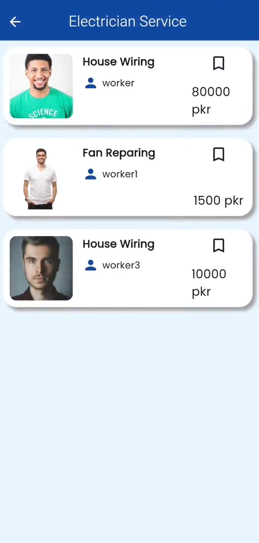 Electrician Service
House Wiring
worker
80000
pkr
SCIENCE
Fan Reparing
worker1
1500 pkr
House Wiring
worker3
10000
pkr